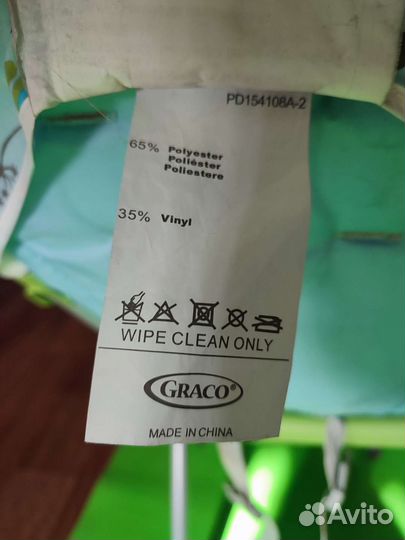 PD154108A-2
65% Polyester
Poliéster
Poliestere
35% Vinyl
WIPE CLEAN ONLY
GRACO®
MADE IN CHINA
Avito